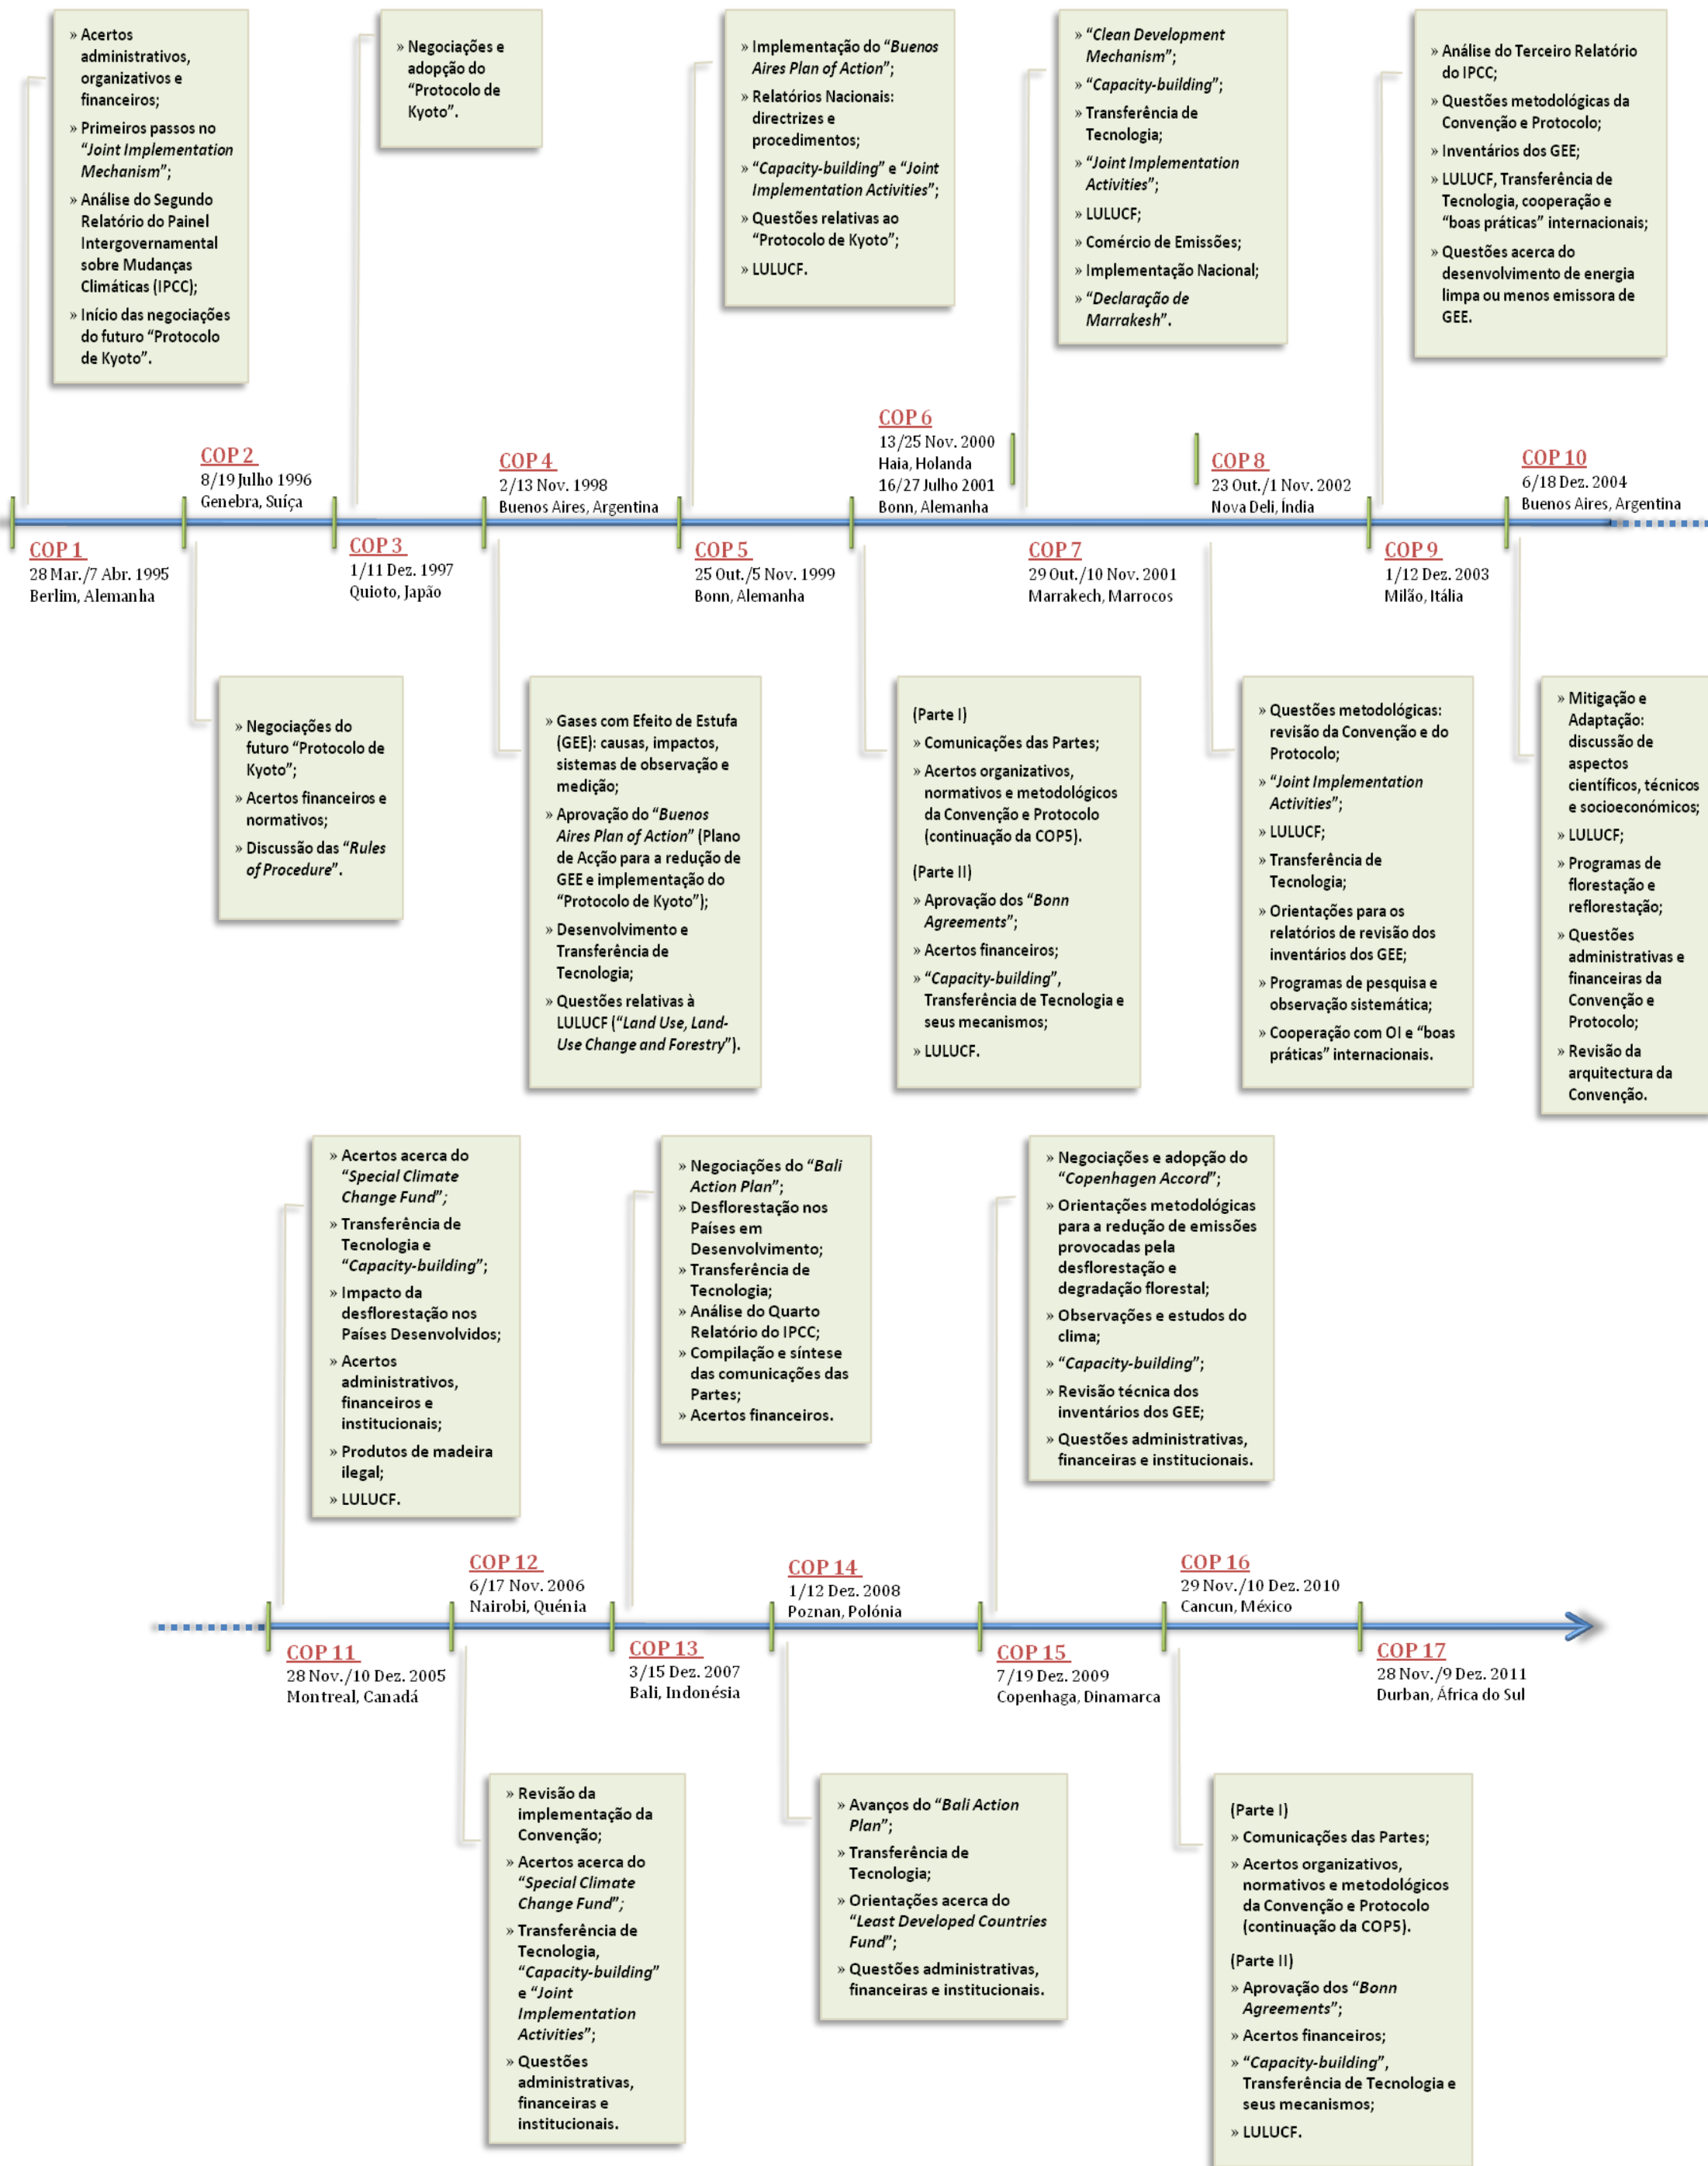 » Acertos
administrativos,
organizativos e
financeiros;
» Primeiros passos no
“Joint Implementation
Mechanism”;
» Análise do Segundo
Relatório do Painel
Intergovernamental
sobre Mudanças
Climáticas (IPCC);
» Início das negociações
do futuro “Protocolo
de Kyoto”.
» Negociações e
adopção do
“Protocolo de
Kyoto”.
» Implementação do “Buenos
Aires Plan of Action”;
» Relatórios Nacionais:
directrizes e
procedimentos;
» “Capacity-building” e “Joint
Implementation Activities”;
» Questões relativas ao
“Protocolo de Kyoto”;
» LULUCF.
» “Clean Development
Mechanism”;
» “Capacity-building”;
» Transferência de
Tecnologia;
» “Joint Implementation
Activities”;
» LULUCF;
» Comércio de Emissões;
» Implementação Nacional;
» “Declaração de
Marrakesh”.
» Análise do Terceiro Relatório
do IPCC;
» Questões metodológicas da
Convenção e Protocolo;
» Inventários dos GEE;
» LULUCF, Transferência de
Tecnologia, cooperação e
“boas práticas” internacionais;
» Questões acerca do
desenvolvimento de energia
limpa ou menos emissora de
GEE.
COP 1
28 Mar./7 Abr. 1995
Berlim, Alemanha
COP 2
8/19 Julho 1996
Genebra, Suíça
COP 3
1/11 Dez. 1997
Quioto, Japão
COP 4
2/13 Nov. 1998
Buenos Aires, Argentina
COP 5
25 Out./5 Nov. 1999
Bonn, Alemanha
COP 6
13/25 Nov. 2000
Haia, Holanda
16/27 Julho 2001
Bonn, Alemanha
COP 7
29 Out./10 Nov. 2001
Marrakech, Marrocos
COP 8
23 Out./1 Nov. 2002
Nova Deli, Índia
COP 9
1/12 Dez. 2003
Milão, Itália
COP 10
6/18 Dez. 2004
Buenos Aires, Argentina
» Negociações do
futuro “Protocolo de
Kyoto”;
» Acertos financeiros e
normativos;
» Discussão das “Rules
of Procedure”.
» Gases com Efeito de Estufa
(GEE): causas, impactos,
sistemas de observação e
medição;
» Aprovação do “Buenos
Aires Plan of Action” (Plano
de Acção para a redução de
GEE e implementação do
“Protocolo de Kyoto”);
» Desenvolvimento e
Transferência de
Tecnologia;
» Questões relativas à
LULUCF (“Land Use, Land-
Use Change and Forestry”).
(Parte I)
» Comunicações das Partes;
» Acertos organizativos,
normativos e metodológicos
da Convenção e Protocolo
(continuação da COP5).
(Parte II)
» Aprovação dos “Bonn
Agreements”;
» Acertos financeiros;
» “Capacity-building”,
Transferência de Tecnologia e
seus mecanismos;
» LULUCF.
» Questões metodológicas:
revisão da Convenção e do
Protocolo;
» “Joint Implementation
Activities”;
» LULUCF;
» Transferência de
Tecnologia;
» Orientações para os
relatórios de revisão dos
inventários dos GEE;
» Programas de pesquisa e
observação sistemática;
» Cooperação com OI e “boas
práticas” internacionais.
» Mitigação e
Adaptação:
discussão de
aspectos
científicos, técnicos
e socioeconómicos;
» LULUCF;
» Programas de
florestação e
reflorestação;
» Questões
administrativas e
financeiras da
Convenção e
Protocolo;
» Revisão da
arquitectura da
Convenção.
» Acertos acerca do
“Special Climate
Change Fund”;
» Transferência de
Tecnologia e
“Capacity-building”;
» Impacto da
desflorestação nos
Países Desenvolvidos;
» Acertos
administrativos,
financeiros e
institucionais;
» Produtos de madeira
ilegal;
» LULUCF.
» Negociações do “Bali
Action Plan”;
» Desflorestação nos
Países em
Desenvolvimento;
» Transferência de
Tecnologia;
» Análise do Quarto
Relatório do IPCC;
» Compilação e síntese
das comunicações das
Partes;
» Acertos financeiros.
» Negociações e adopção do
“Copenhagen Accord”;
» Orientações metodológicas
para a redução de emissões
provocadas pela
desflorestação e
degradação florestal;
» Observações e estudos do
clima;
» “Capacity-building”;
» Revisão técnica dos
inventários dos GEE;
» Questões administrativas,
financeiras e institucionais.
COP 11
28 Nov./10 Dez. 2005
Montreal, Canadá
COP 12
6/17 Nov. 2006
Nairobi, Quénia
COP 13
3/15 Dez. 2007
Bali, Indonésia
COP 14
1/12 Dez. 2008
Poznan, Polónia
COP 15
7/19 Dez. 2009
Copenhaga, Dinamarca
COP 16
29 Nov./10 Dez. 2010
Cancun, México
COP 17
28 Nov./9 Dez. 2011
Durban, África do Sul
» Revisão da
implementação da
Convenção;
» Acertos acerca do
“Special Climate
Change Fund”;
» Transferência de
Tecnologia,
“Capacity-building”
e “Joint
Implementation
Activities”;
» Questões
administrativas,
financeiras e
institucionais.
» Avanços do “Bali Action
Plan”;
» Transferência de
Tecnologia;
» Orientações acerca do
“Least Developed Countries
Fund”;
» Questões administrativas,
financeiras e institucionais.
(Parte I)
» Comunicações das Partes;
» Acertos organizativos,
normativos e metodológicos
da Convenção e Protocolo
(continuação da COP5).
(Parte II)
» Aprovação dos “Bonn
Agreements”;
» Acertos financeiros;
» “Capacity-building”,
Transferência de Tecnologia e
seus mecanismos;
» LULUCF.